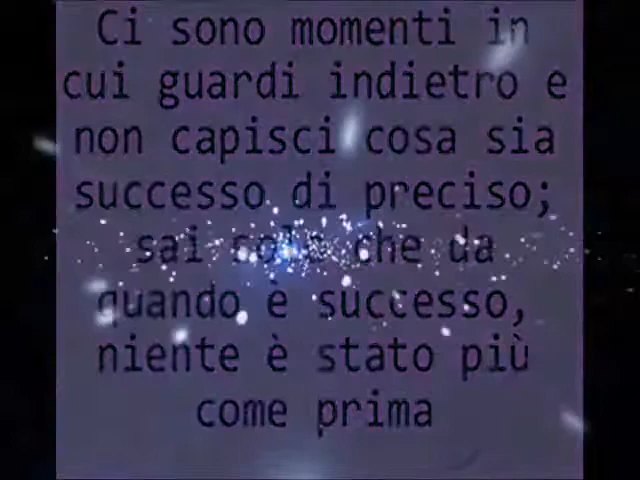 Ci sono momenti in
cui guardi indietro e
non capisci cosa sia
successo di preciso;
sai solo che da
quando è successo,
niente è stato più
come prima